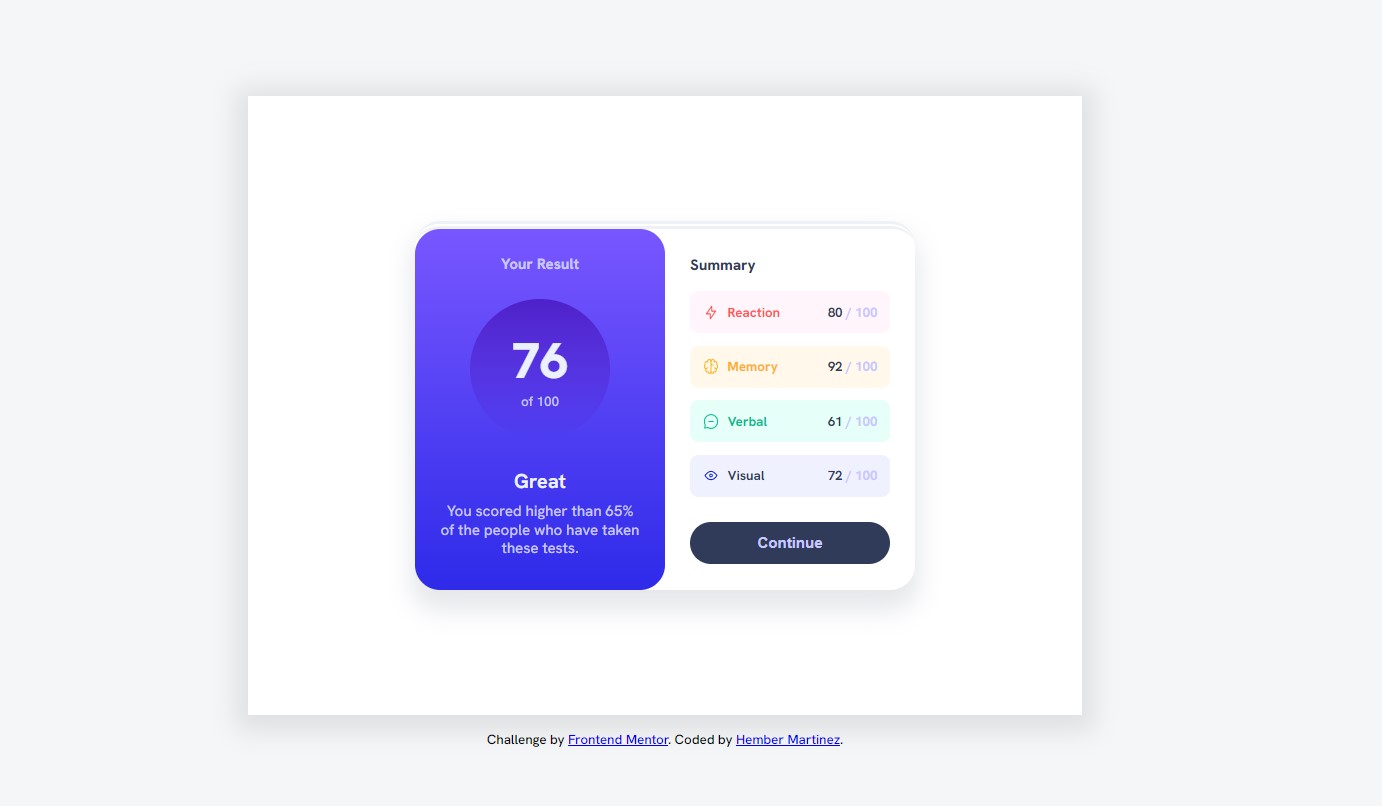 Your Result
76
of 100
Great
You scored higher than 65%
of the people who have taken
these tests.
Summary
Reaction 80 / 100
Memory 92 / 100
Verbal 61 / 100
Visual 72 / 100
Continue
Challenge by Frontend Mentor. Coded by Hember Martinez.